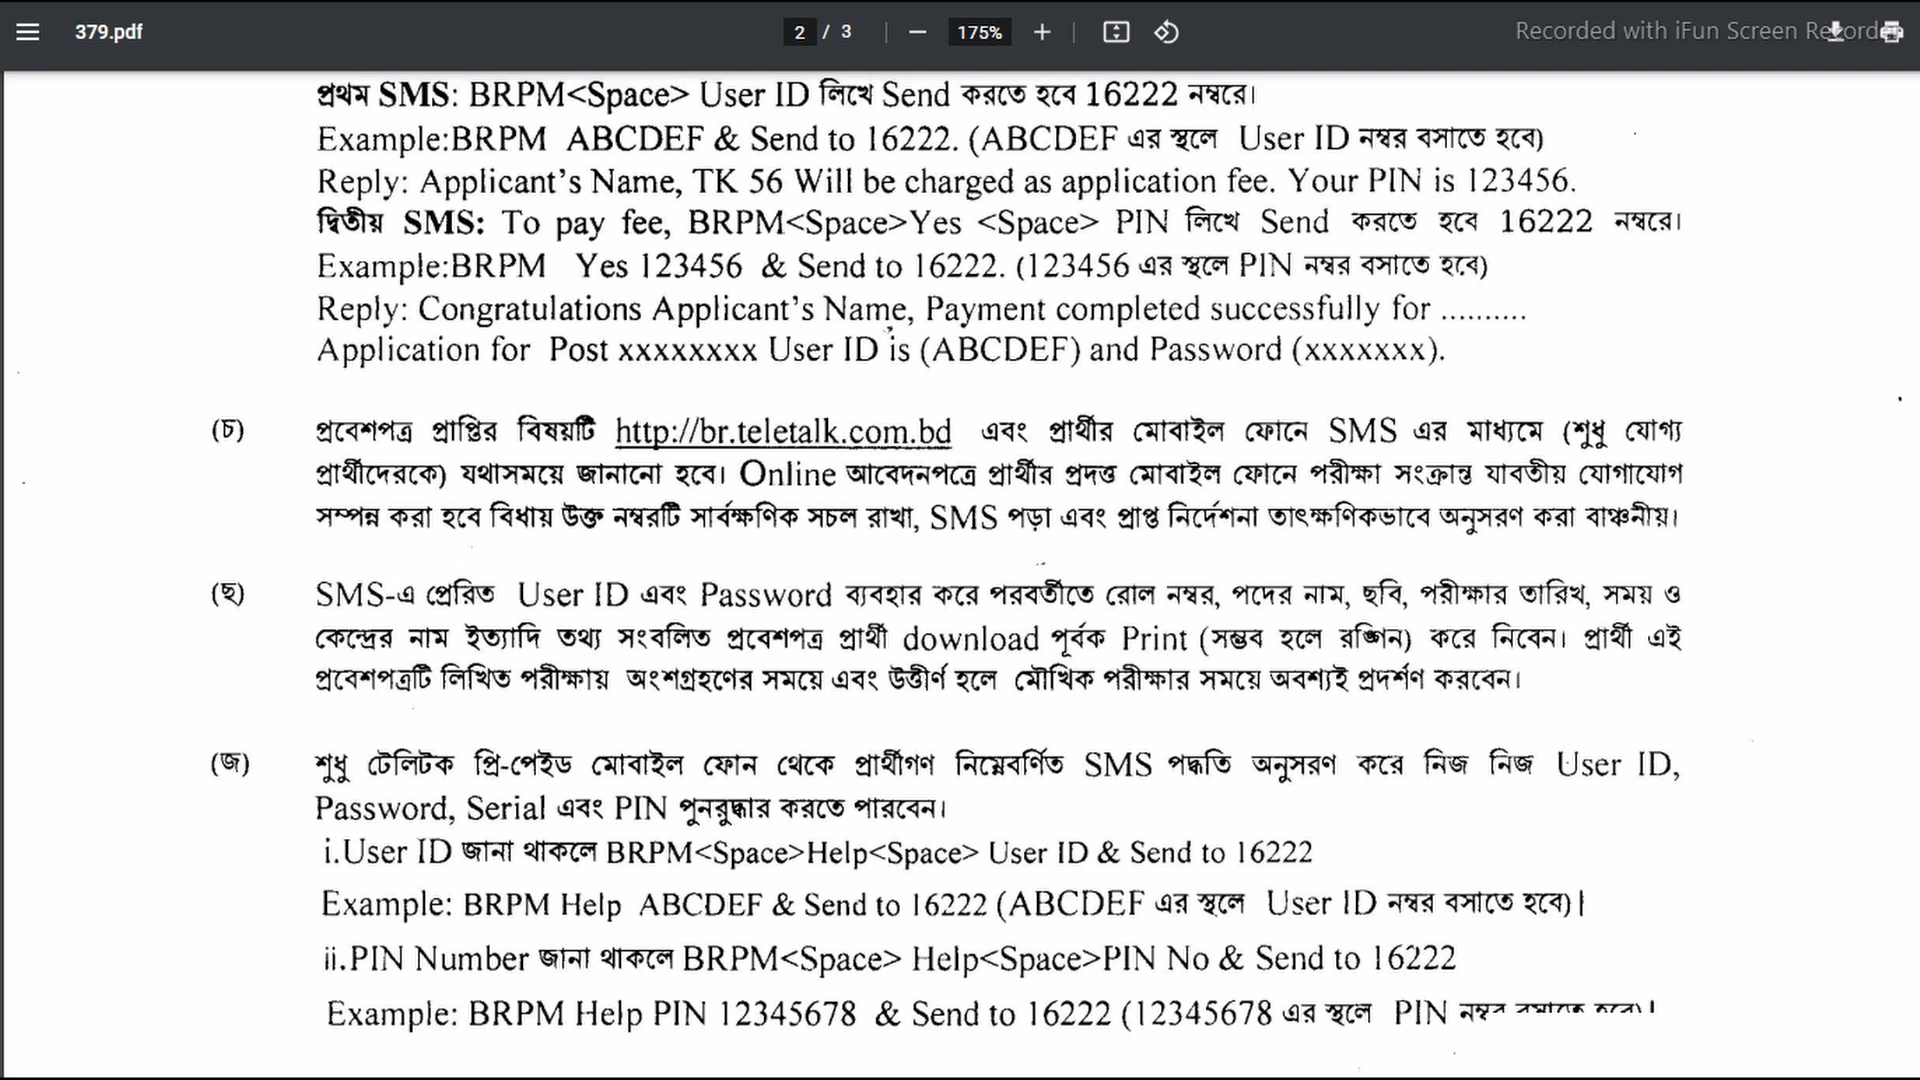 379.pdf
2 / 3
175%
Recorded with iFun Screen Recorder
প্রথম SMS: BRPM<Space> User ID লিখে Send করতে হবে 16222 নম্বরে।
Example:BRPM ABCDEF & Send to 16222. (ABCDEF এর স্থলে User ID নম্বর বসাতে হবে)
Reply: Applicant's Name, TK 56 Will be charged as application fee. Your PIN is 123456.
দ্বিতীয় SMS: To pay fee, BRPM<Space>Yes <Space> PIN লিখে Send করতে হবে 16222 নম্বরে।
Example:BRPM Yes 123456 & Send to 16222. (123456 এর স্থলে PIN নম্বর বসাতে হবে)
Reply: Congratulations Applicant's Name, Payment completed successfully for ..........
Application for Post xxxxxxxx User ID is (ABCDEF) and Password (xxxxxxx).
(চ) প্রবেশপত্র প্রাপ্তির বিষয়টি http://br.teletalk.com.bd এবং প্রার্থীর মোবাইল ফোনে SMS এর মাধ্যমে (শুধু যোগ্য
প্রার্থীদেরকে) যথাসময়ে জানানো হবে। Online আবেদনপত্রে প্রার্থীর প্রদত্ত মোবাইল ফোনে পরীক্ষা সংক্রান্ত যাবতীয় যোগাযোগ
সম্পন্ন করা হবে বিধায় উক্ত নম্বরটি সার্বক্ষণিক সচল রাখা, SMS পড়া এবং প্রাপ্ত নির্দেশনা তাৎক্ষণিকভাবে অনুসরণ করা বাঞ্চনীয়।
(ছ) SMS-এ প্রেরিত User ID এবং Password ব্যবহার করে পরবর্তীতে রোল নম্বর, পদের নাম, ছবি, পরীক্ষার তারিখ, সময় ও
কেন্দ্রের নাম ইত্যাদি তথ্য সংবলিত প্রবেশপত্র প্রার্থী download পূর্বক Print (সম্ভব হলে রঙ্গিন) করে নিবেন। প্রার্থী এই
প্রবেশপত্রটি লিখিত পরীক্ষায় অংশগ্রহণের সময়ে এবং উত্তীর্ণ হলে মৌখিক পরীক্ষার সময়ে অবশ্যই প্রদর্শণ করবেন।
(জ) শুধু টেলিটক প্রি-পেইড মোবাইল ফোন থেকে প্রার্থীগণ নিম্নেবর্ণিত SMS পদ্ধতি অনুসরণ করে নিজ নিজ User ID,
Password, Serial এবং PIN পুনরুদ্ধার করতে পারবেন।
i.User ID জানা থাকলে BRPM<Space>Help<Space> User ID & Send to 16222
Example: BRPM Help ABCDEF & Send to 16222 (ABCDEF এর স্থলে User ID নম্বর বসাতে হবে)|
ii.PIN Number জানা থাকলে BRPM<Space> Help<Space>PIN No & Send to 16222
Example: BRPM Help PIN 12345678 & Send to 16222 (12345678 এর স্থলে PIN নম্বর বসাতে হবে)|